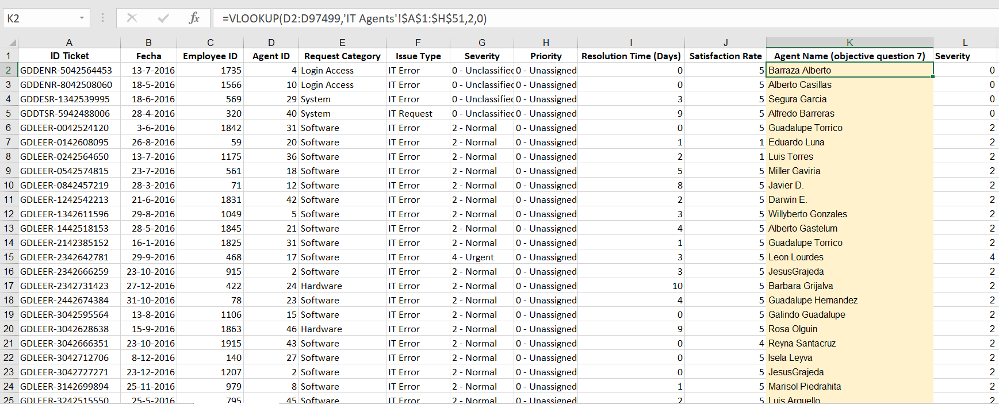 K2 fx =VLOOKUP(D2:D97499,'IT Agents'!$A$1:$H$51,2,0)
A B C D E F G H I J K L
1 ID Ticket Fecha Employee ID Agent ID Request Category Issue Type Severity Priority Resolution Time (Days) Satisfaction Rate Agent Name (objective question 7) Severity
2 GDDENR-5042564453 13-7-2016 1735 4 Login Access IT Error 0 - Unclassified 0 - Unassigned 0 5 Barraza Alberto 0
3 GDDENR-8042508060 18-5-2016 1566 10 Login Access IT Error 0 - Unclassified 0 - Unassigned 0 5 Alberto Casillas 0
4 GDDESR-1342539995 18-6-2016 569 29 System IT Error 0 - Unclassified 0 - Unassigned 3 5 Segura Garcia 0
5 GDDTSR-5942488006 28-4-2016 320 40 System IT Request 0 - Unclassified 0 - Unassigned 9 5 Alfredo Barreras 0
6 GDLEER-0042524120 3-6-2016 1842 31 Software IT Error 2 - Normal 0 - Unassigned 0 5 Guadalupe Torrico 2
7 GDLEER-0142608095 26-8-2016 59 20 Software IT Error 2 - Normal 0 - Unassigned 1 1 Eduardo Luna 2
8 GDLEER-0242564650 13-7-2016 1175 36 Software IT Error 2 - Normal 0 - Unassigned 2 1 Luis Torres 2
9 GDLEER-0542574815 23-7-2016 561 18 Software IT Error 2 - Normal 0 - Unassigned 5 5 Miller Gaviria 2
10 GDLEER-0842457219 28-3-2016 71 12 Software IT Error 2 - Normal 0 - Unassigned 8 5 Javier D. 2
11 GDLEER-1242542213 21-6-2016 1831 42 Software IT Error 2 - Normal 0 - Unassigned 2 5 Darwin E. 2
12 GDLEER-1342611596 29-8-2016 1049 5 Software IT Error 2 - Normal 0 - Unassigned 3 5 Willyberto Gonzales 2
13 GDLEER-1442518153 28-5-2016 1845 21 Software IT Error 2 - Normal 0 - Unassigned 4 5 Alberto Gastelum 2
14 GDLEER-2142385152 16-1-2016 1825 31 Software IT Error 2 - Normal 0 - Unassigned 1 5 Guadalupe Torrico 2
15 GDLEER-2342642781 29-9-2016 468 17 Software IT Error 4 - Urgent 0 - Unassigned 3 5 Leon Lourdes 4
16 GDLEER-2342666259 23-10-2016 915 2 Software IT Error 2 - Normal 0 - Unassigned 3 5 JesusGrajeda 2
17 GDLEER-2342731423 27-12-2016 422 24 Hardware IT Error 2 - Normal 0 - Unassigned 10 5 Barbara Grijalva 2
18 GDLEER-2442674384 31-10-2016 78 23 Software IT Error 2 - Normal 0 - Unassigned 4 5 Guadalupe Hernandez 2
19 GDLEER-3042595564 13-8-2016 1106 15 Software IT Error 2 - Normal 0 - Unassigned 0 5 Galindo Guadalupe 2
20 GDLEER-3042628638 15-9-2016 1863 46 Hardware IT Error 2 - Normal 0 - Unassigned 9 5 Rosa Olguin 2
21 GDLEER-3042666351 23-10-2016 1915 43 Software IT Error 2 - Normal 0 - Unassigned 0 4 Reyna Santacruz 2
22 GDLEER-3042712706 8-12-2016 140 27 Software IT Error 2 - Normal 0 - Unassigned 0 5 Isela Leyva 2
23 GDLEER-3042727271 23-12-2016 1207 2 Software IT Error 2 - Normal 0 - Unassigned 0 5 JesusGrajeda 2
24 GDLEER-3142699894 25-11-2016 979 8 Software IT Error 2 - Normal 0 - Unassigned 1 5 Marisol Piedrahita 2
25 GDLEER-3242515550 25-5-2016 795 45 Software IT Error 2 - Normal 0 - Unassigned 2 5 Luis Arguello 2